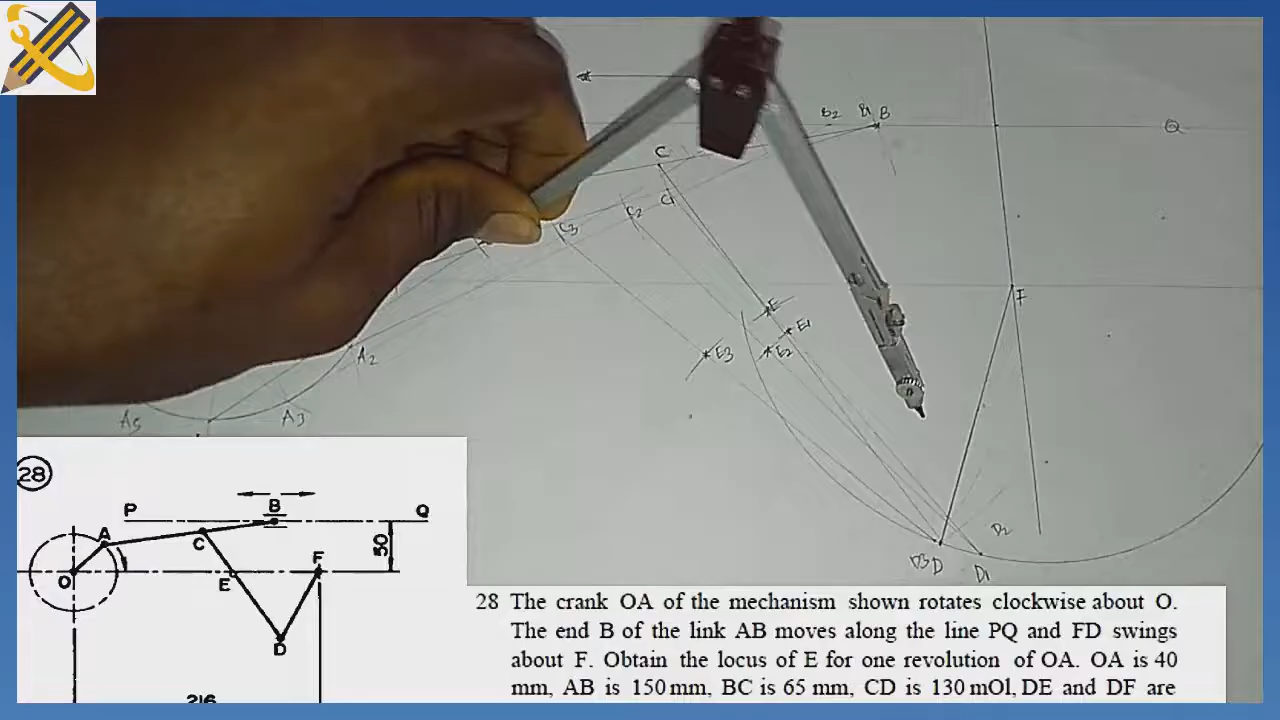 B2 B1 B
Q
C
C1
C2
C3
F
E
E1
E2
E3
A2
A3
A5
D2
D3 D
D1
28
P
B
Q
A
C
50
O
E
F
D
216
28 The crank OA of the mechanism shown rotates clockwise about O.
The end B of the link AB moves along the line PQ and FD swings
about F. Obtain the locus of E for one revolution of OA. OA is 40
mm, AB is 150 mm, BC is 65 mm, CD is 130 mOl, DE and DF are